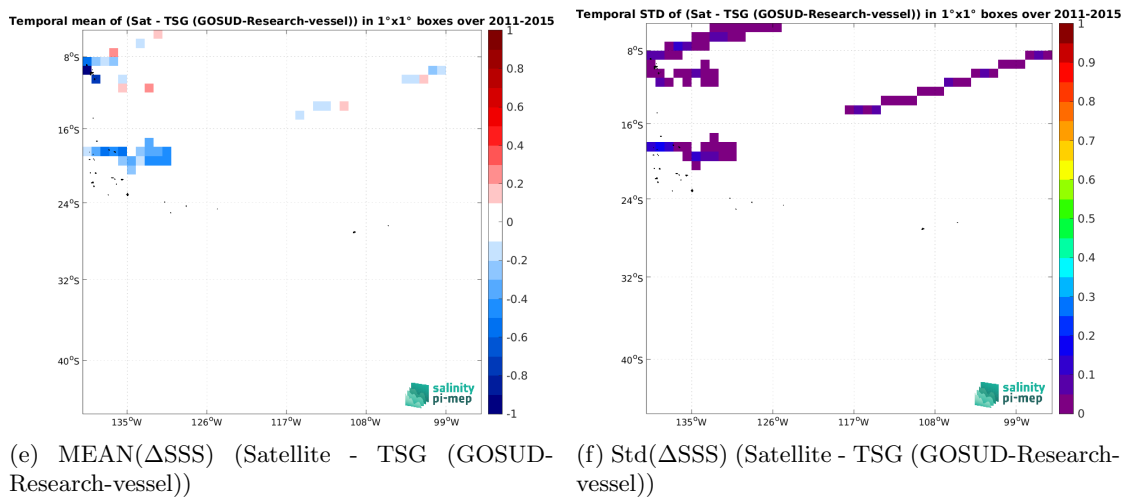 Temporal mean of (Sat - TSG (GOSUD-Research-vessel)) in 1°x1° boxes over 2011-2015
8°S
16°S
24°S
32°S
40°S
135°W
126°W
117°W
108°W
99°W
1
0.8
0.6
0.4
0.2
0
-0.2
-0.4
-0.6
-0.8
-1
salinity
pi-mep
(e) MEAN(ΔSSS) (Satellite - TSG (GOSUD-
Research-vessel))
Temporal STD of (Sat - TSG (GOSUD-Research-vessel)) in 1°x1° boxes over 2011-2015
8°S
16°S
24°S
32°S
40°S
135°W
126°W
117°W
108°W
99°W
1
0.9
0.8
0.7
0.6
0.5
0.4
0.3
0.2
0.1
0
salinity
pi-mep
(f) Std(ΔSSS) (Satellite - TSG (GOSUD-Research-
vessel))